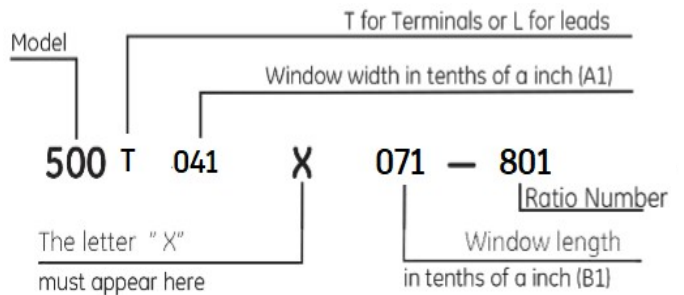 T for Terminals or L for leads
Model
Window width in tenths of a inch (A1)
500 T 041 X 071 — 801
Ratio Number
The letter " X"
Window length
must appear here
in tenths of a inch (B1)